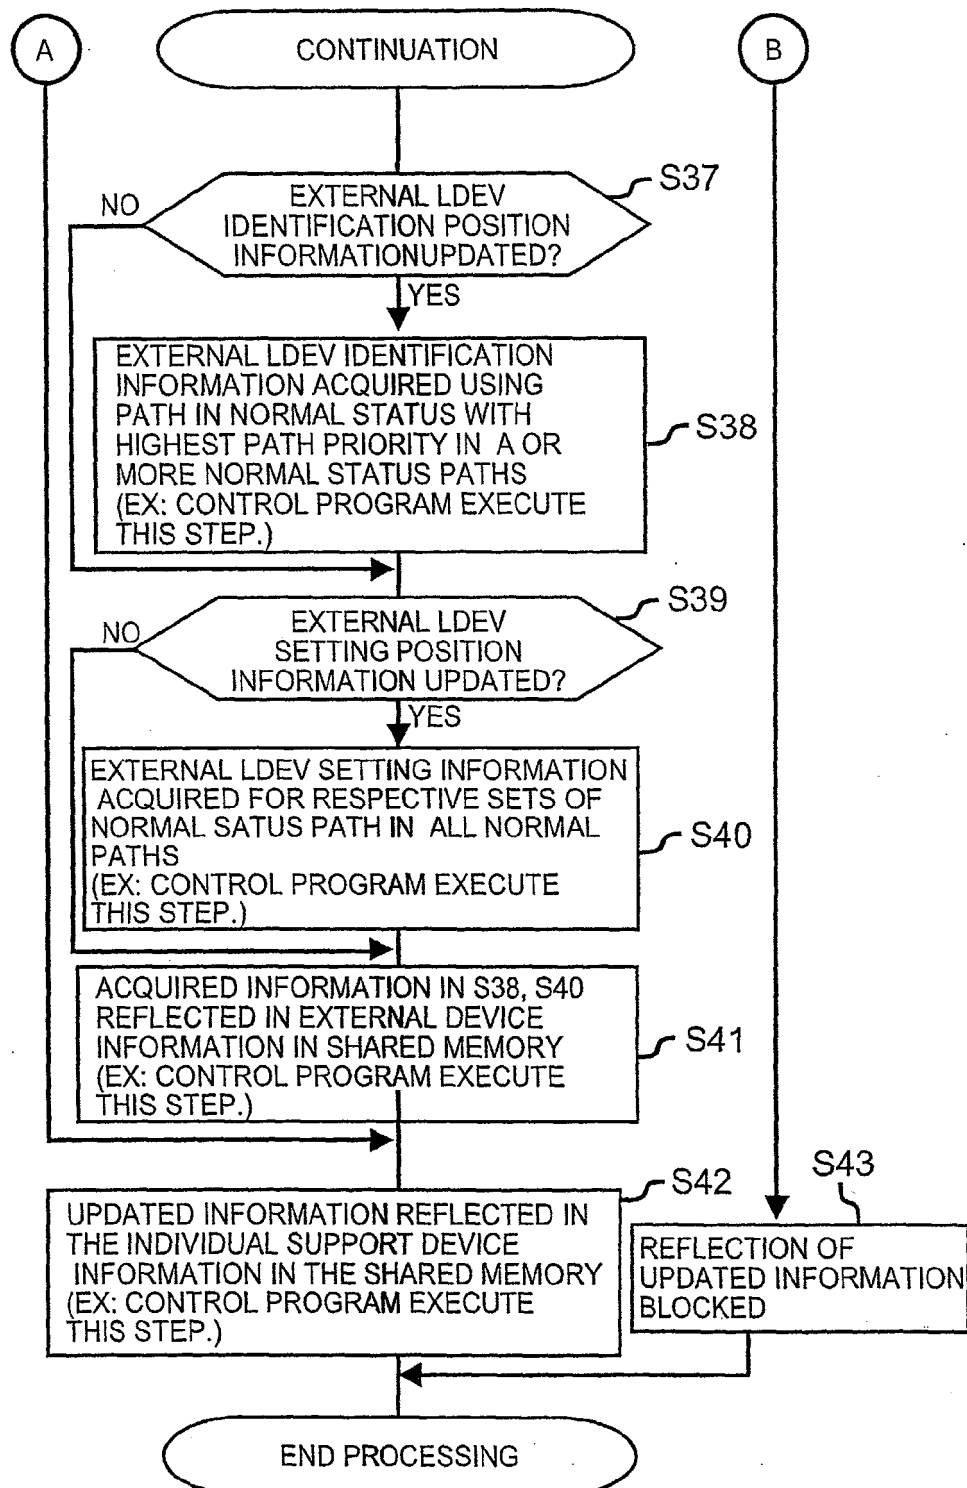 A
CONTINUATION
B
S37
NO
EXTERNAL LDEV
IDENTIFICATION POSITION
INFORMATIONUPDATED?
YES
EXTERNAL LDEV IDENTIFICATION
INFORMATION ACQUIRED USING
PATH IN NORMAL STATUS WITH
HIGHEST PATH PRIORITY IN A OR
MORE NORMAL STATUS PATHS
(EX: CONTROL PROGRAM EXECUTE
THIS STEP.)
S38
S39
NO
EXTERNAL LDEV
SETTING POSITION
INFORMATION UPDATED?
YES
EXTERNAL LDEV SETTING INFORMATION
ACQUIRED FOR RESPECTIVE SETS OF
NORMAL SATUS PATH IN ALL NORMAL
PATHS
(EX: CONTROL PROGRAM EXECUTE
THIS STEP.)
S40
ACQUIRED INFORMATION IN S38, S40
REFLECTED IN EXTERNAL DEVICE
INFORMATION IN SHARED MEMORY
(EX: CONTROL PROGRAM EXECUTE
THIS STEP.)
S41
S42
UPDATED INFORMATION REFLECTED IN
THE INDIVIDUAL SUPPORT DEVICE
INFORMATION IN THE SHARED MEMORY
(EX: CONTROL PROGRAM EXECUTE
THIS STEP.)
S43
REFLECTION OF
UPDATED INFORMATION
BLOCKED
END PROCESSING